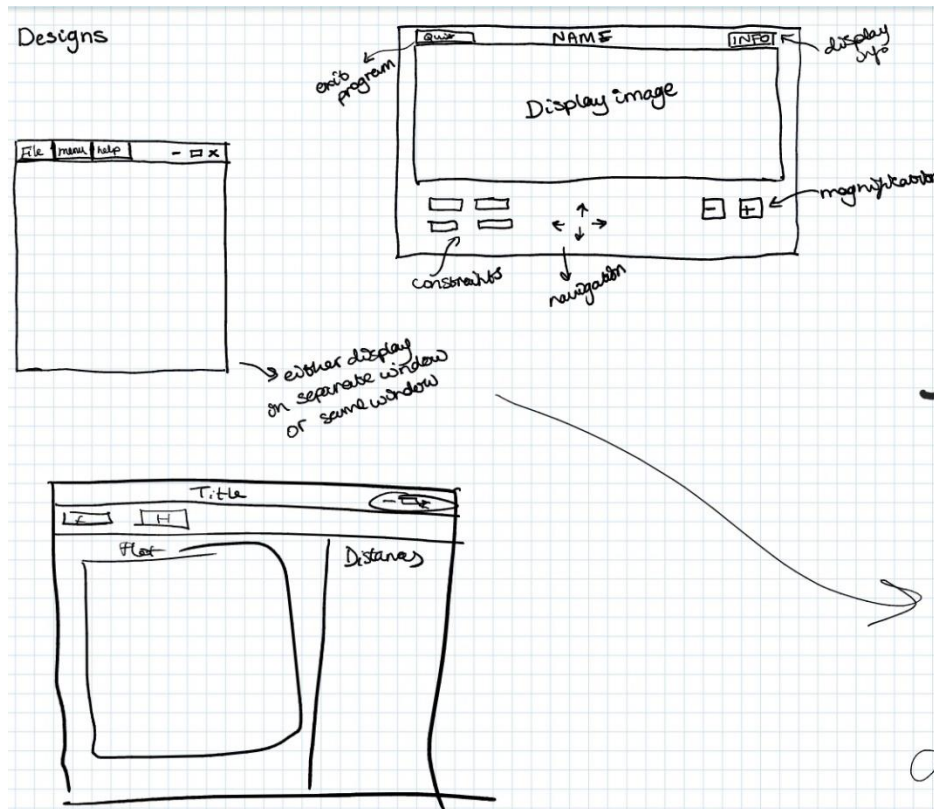 Designs
Quit
NAME
INFO
display
exit
program
Display image
File
menu
help
magnification
constraints
navigation
either display
on separate window
or same window
Title
H
Plot
Distances